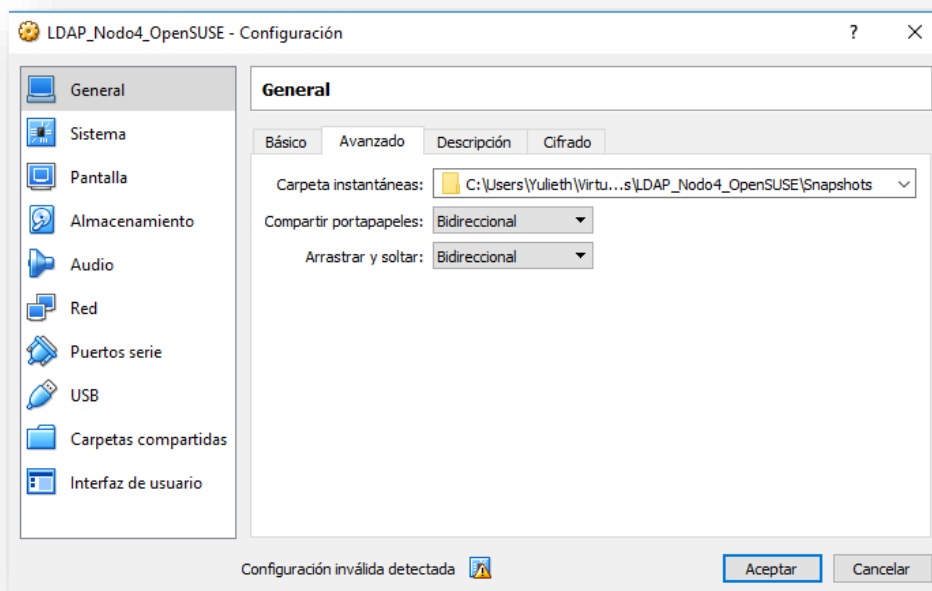 LDAP_Nodo4_OpenSUSE - Configuración ? ✕
General
Sistema
Pantalla
Almacenamiento
Audio
Red
Puertos serie
USB
Carpetas compartidas
Interfaz de usuario
General
Básico Avanzado Descripción Cifrado
Carpeta instantáneas: C:\Users\Yulieth\Virtu...s\LDAP_Nodo4_OpenSUSE\Snapshots
Compartir portapapeles: Bidireccional
Arrastrar y soltar: Bidireccional
Configuración inválida detectada Aceptar Cancelar